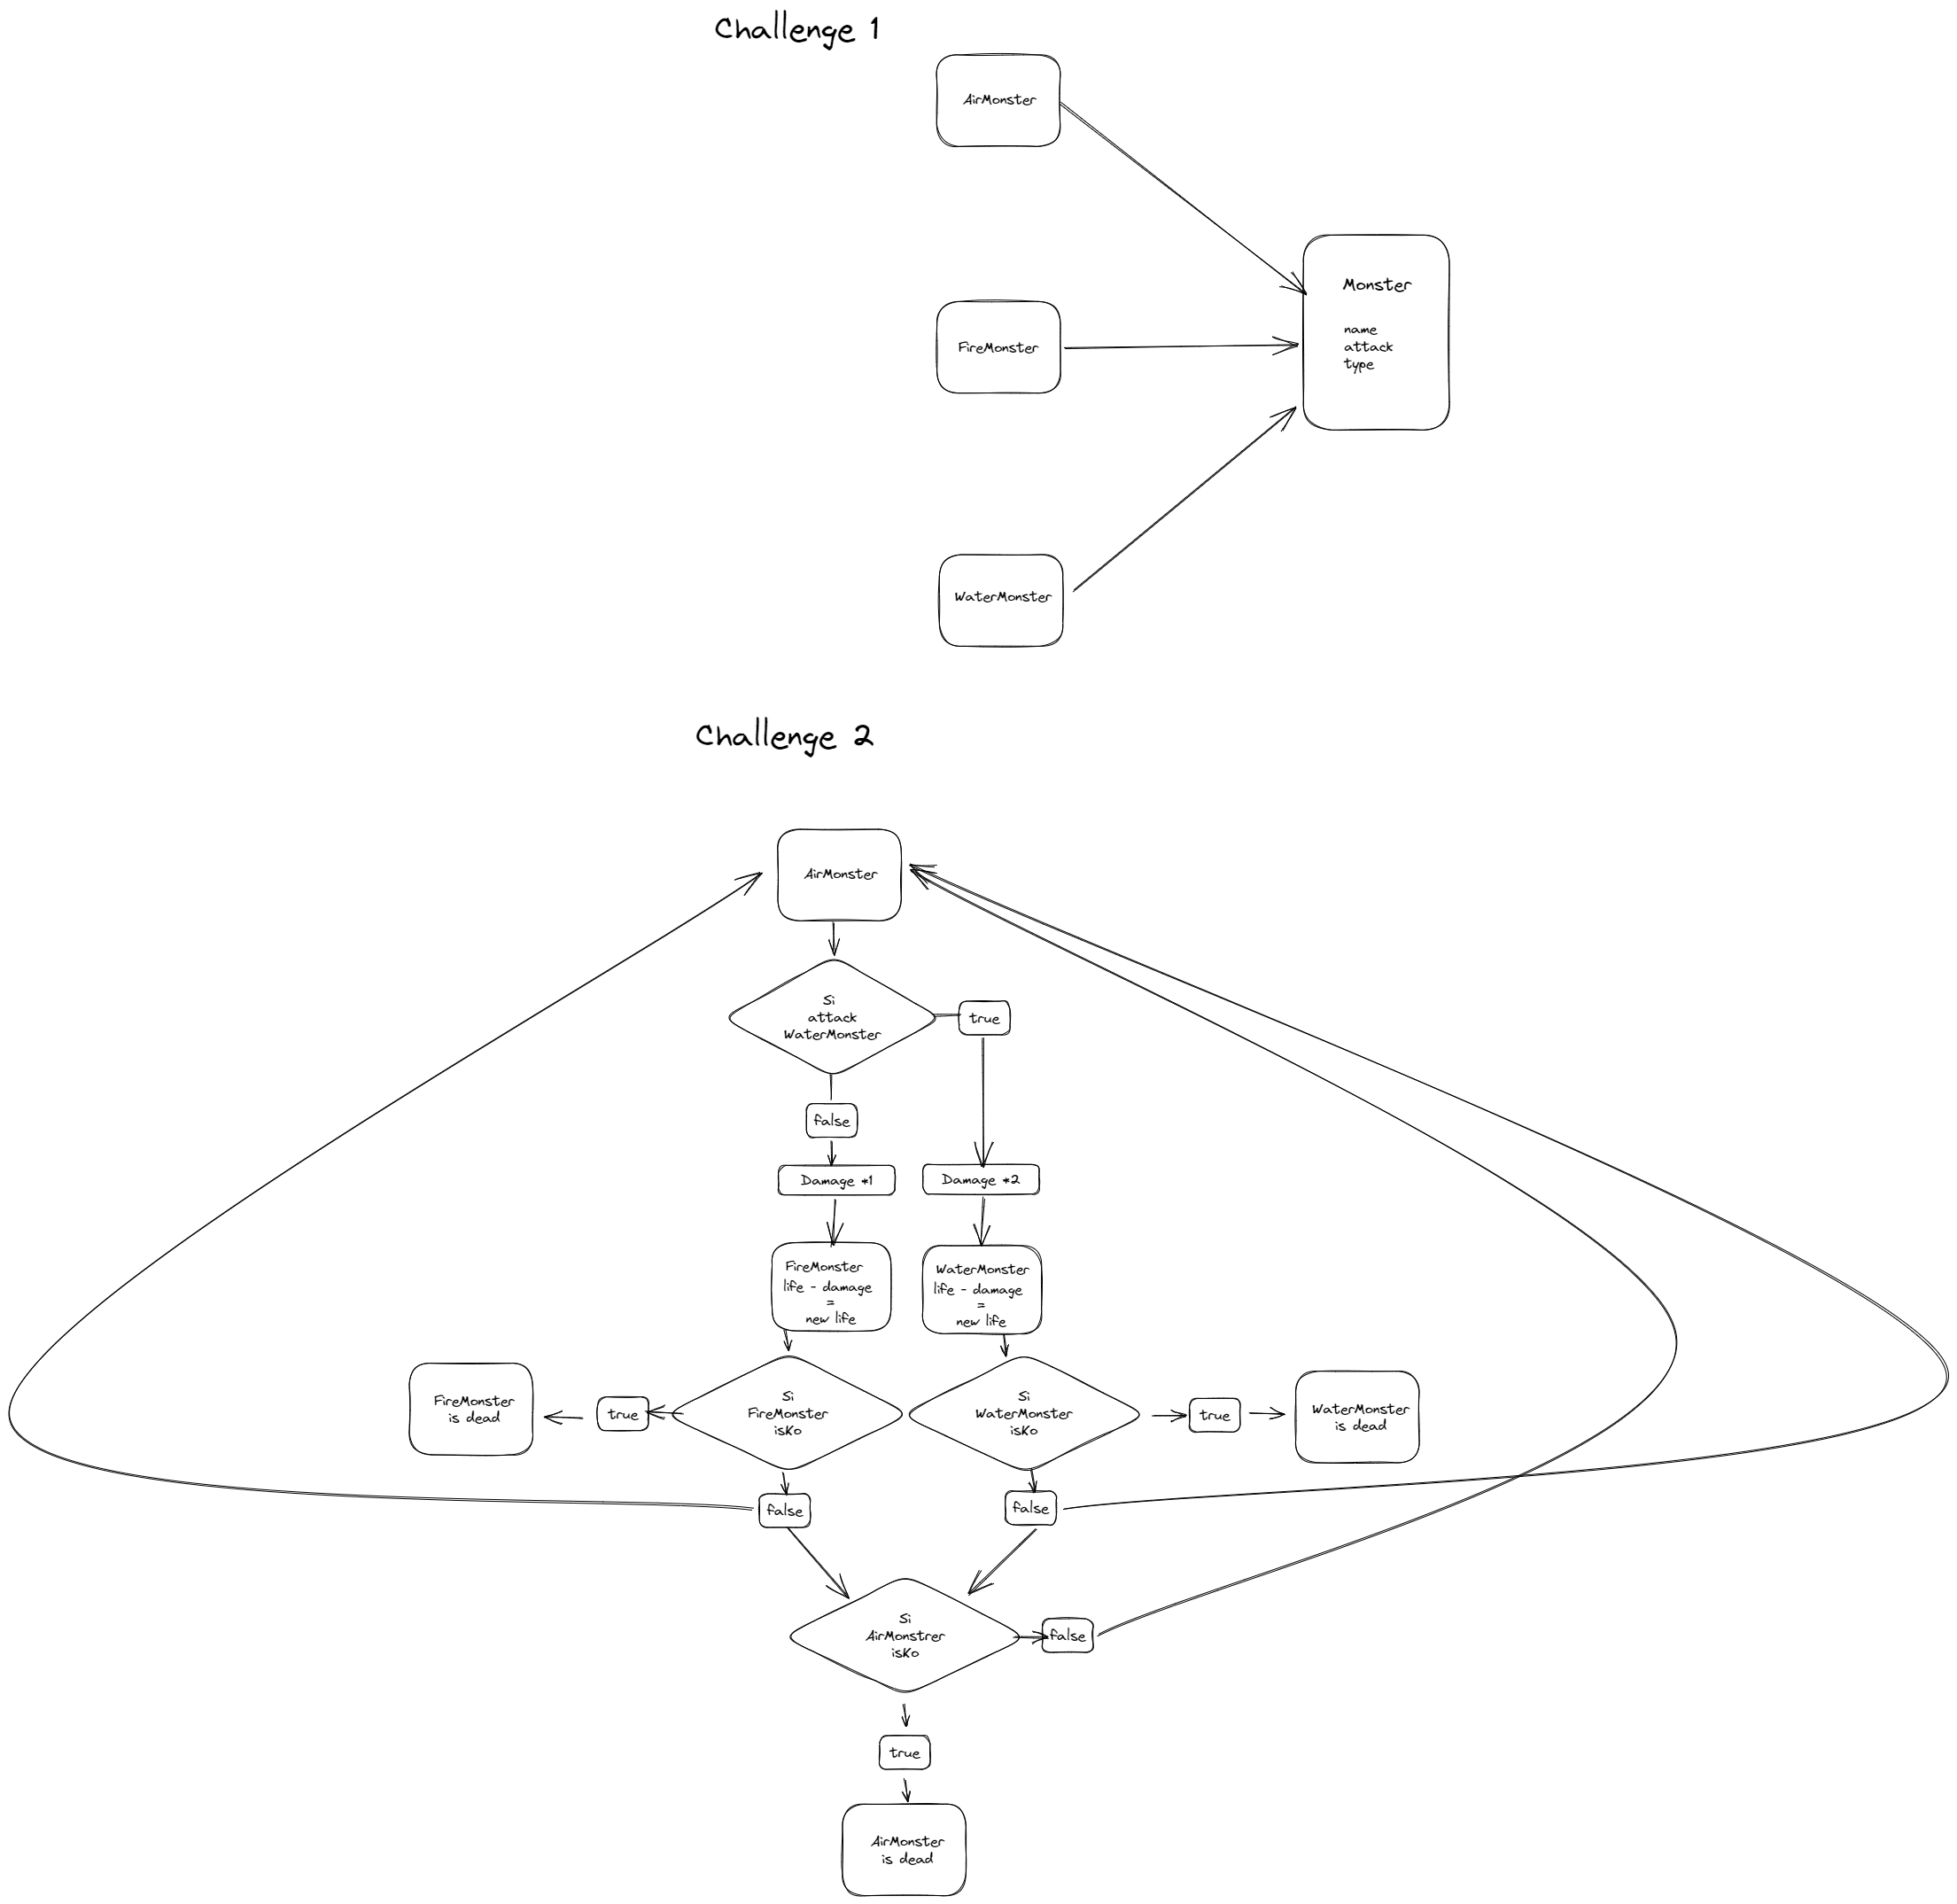 Challenge 1
AirMonster
Monster
name
attack
type
FireMonster
WaterMonster
Challenge 2
AirMonster
Si
attack
WaterMonster
true
false
Damage *1
Damage *2
FireMonster
life - damage
=
new life
WaterMonster
life - damage
=
new life
FireMonster
is dead
true
Si
FireMonster
isKo
Si
WaterMonster
isKo
true
WaterMonster
is dead
false
false
Si
AirMonstrer
isKo
false
true
AirMonster
is dead